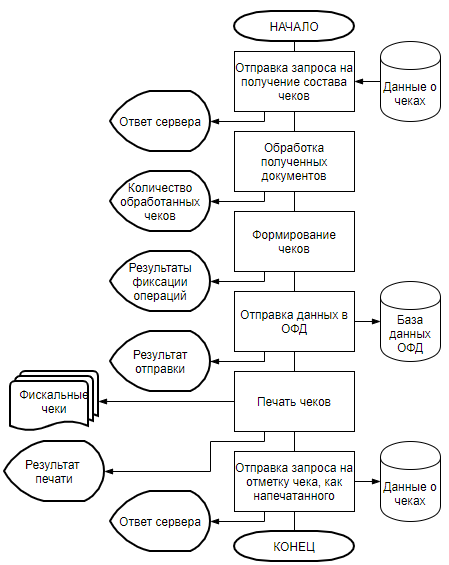 НАЧАЛО
Отправка запроса на
получение состава
чеков
Данные о
чеках
Ответ сервера
Обработка
полученных
документов
Количество
обработанных
чеков
Формирование
чеков
Результаты
фиксации
операций
Отправка данных в
ОФД
База
данных
ОФД
Результат
отправки
Фискальные
чеки
Печать чеков
Результат
печати
Отправка запроса на
отметку чека, как
напечатанного
Данные о
чеках
Ответ сервера
КОНЕЦ